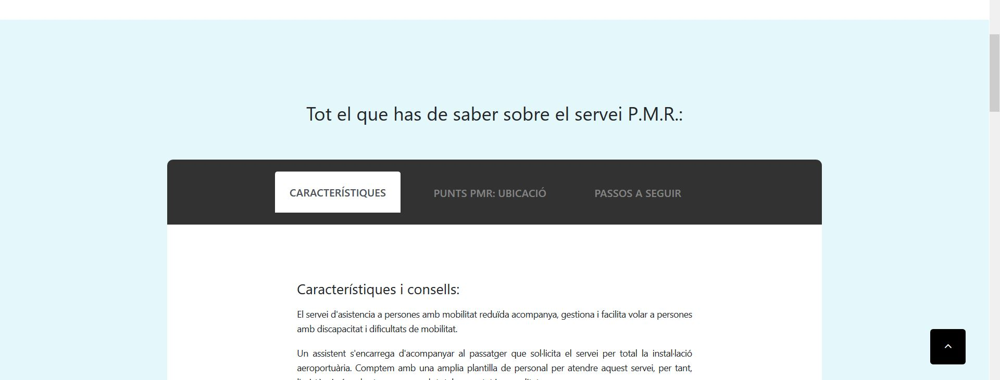 Tot el que has de saber sobre el servei P.M.R.:
CARACTERÍSTIQUES
PUNTS PMR: UBICACIÓ
PASSOS A SEGUIR
Característiques i consells:
El servei d'asistencia a persones amb mobilitat reduïda acompanya, gestiona i facilita volar a persones
amb discapacitat i dificultats de mobilitat.
Un assistent s'encarrega d'acompanyar al passatger que sol·licita el servei per total la instal·lació
aeroportuària. Comptem amb una amplia plantilla de personal per atendre aquest servei, per tant,